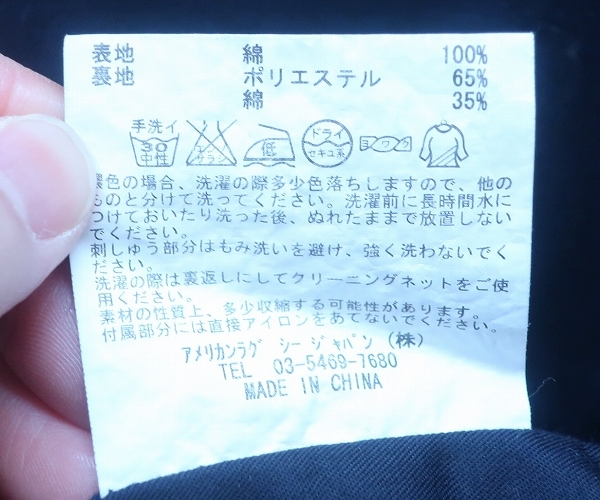 表地 綿 100%
裏地 ポリエステル 65%
綿 35%
手洗イ
30
中性
エンソ
サラシ
低
ドライ
セキユ系
ヨワク
濃色の場合、洗濯の際多少色落ちしますので、他の
ものと分けて洗ってください。洗濯前に長時間水に
つけておいたり洗った後、ぬれたままで放置しない
でください。
刺しゅう部分はもみ洗いを避け、強く洗わないでく
ださい。
洗濯の際は裏返しにしてクリーニングネットをご使
用ください。
素材の性質上、多少収縮する可能性があります。
付属部分には直接アイロンをあてないでください。
アメリカンラグ シー ジャパン (株)
TEL 03-5469-7680
MADE IN CHINA